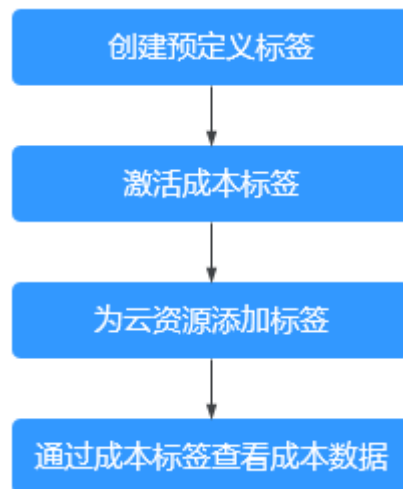 创建预定义标签
激活成本标签
为云资源添加标签
通过成本标签查看成本数据